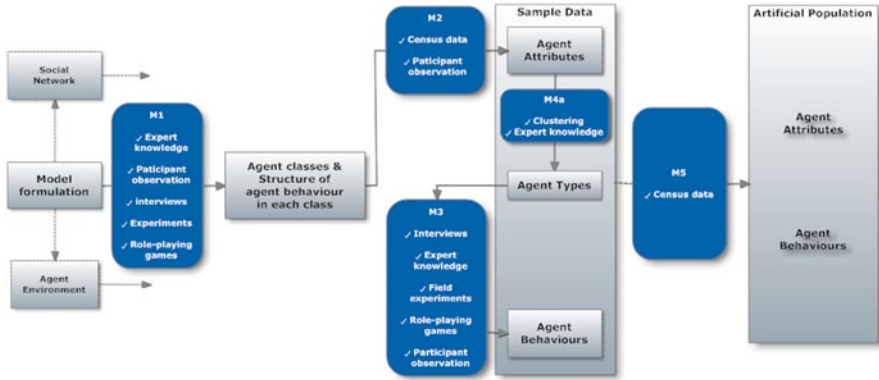 Social
Network
Model
formulation
Agent
Environment
M1
✓ Expert
knowledge
✓ Paticipant
observation
✓ interviews
✓ Experiments
✓ Role-playing
games
Agent classes &
Structure of
agent behaviour
in each class
M2
✓ Census data
✓ Paticipant
observation
M3
✓ Interviews
✓ Expert
knowledge
✓ Field
experiments
✓ Role-playing
games
✓ Participant
observation
Sample Data
Agent
Attributes
M4a
✓ Clustering
✓ Expert knowledge
Agent Types
Agent
Behaviours
M5
✓ Census data
Artificial Population
Agent
Attributes
Agent
Behaviours